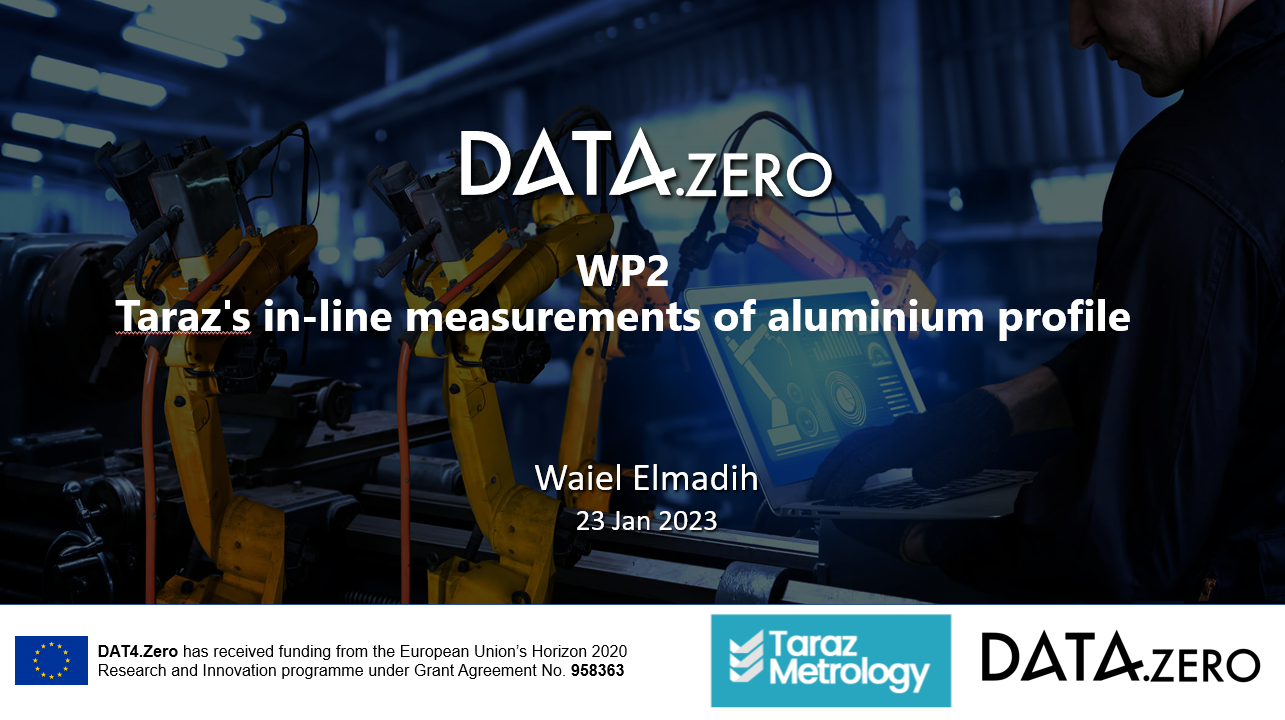 DATA.ZERO
WP2
Taraz's in-line measurements of aluminium profile
Waiel Elmadih
23 Jan 2023
DAT4.Zero has received funding from the European Union’s Horizon 2020
Research and Innovation programme under Grant Agreement No. 958363
Taraz
Metrology
DATA.ZERO